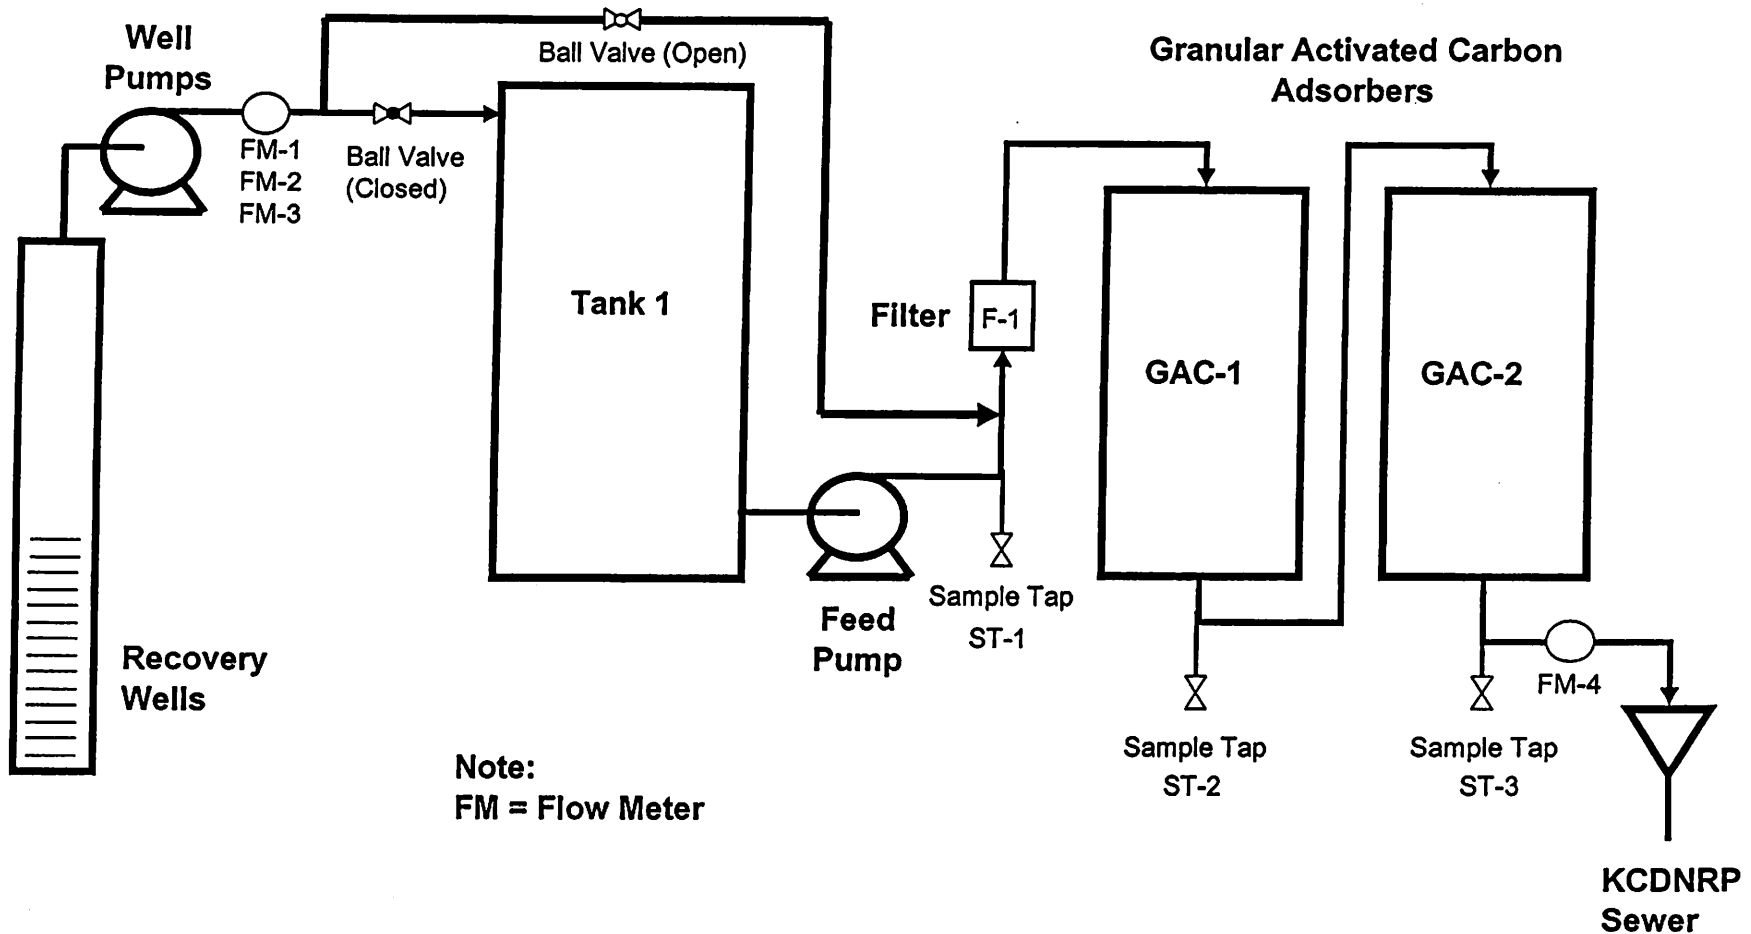 Well
Pumps
Ball Valve (Open)
Granular Activated Carbon
Adsorbers
FM-1
FM-2
FM-3
Ball Valve
(Closed)
Tank 1
Filter
F-1
GAC-1
GAC-2
Sample Tap
ST-1
Feed
Pump
Recovery
Wells
FM-4
Sample Tap
ST-2
Sample Tap
ST-3
Note:
FM = Flow Meter
KCDNRP
Sewer